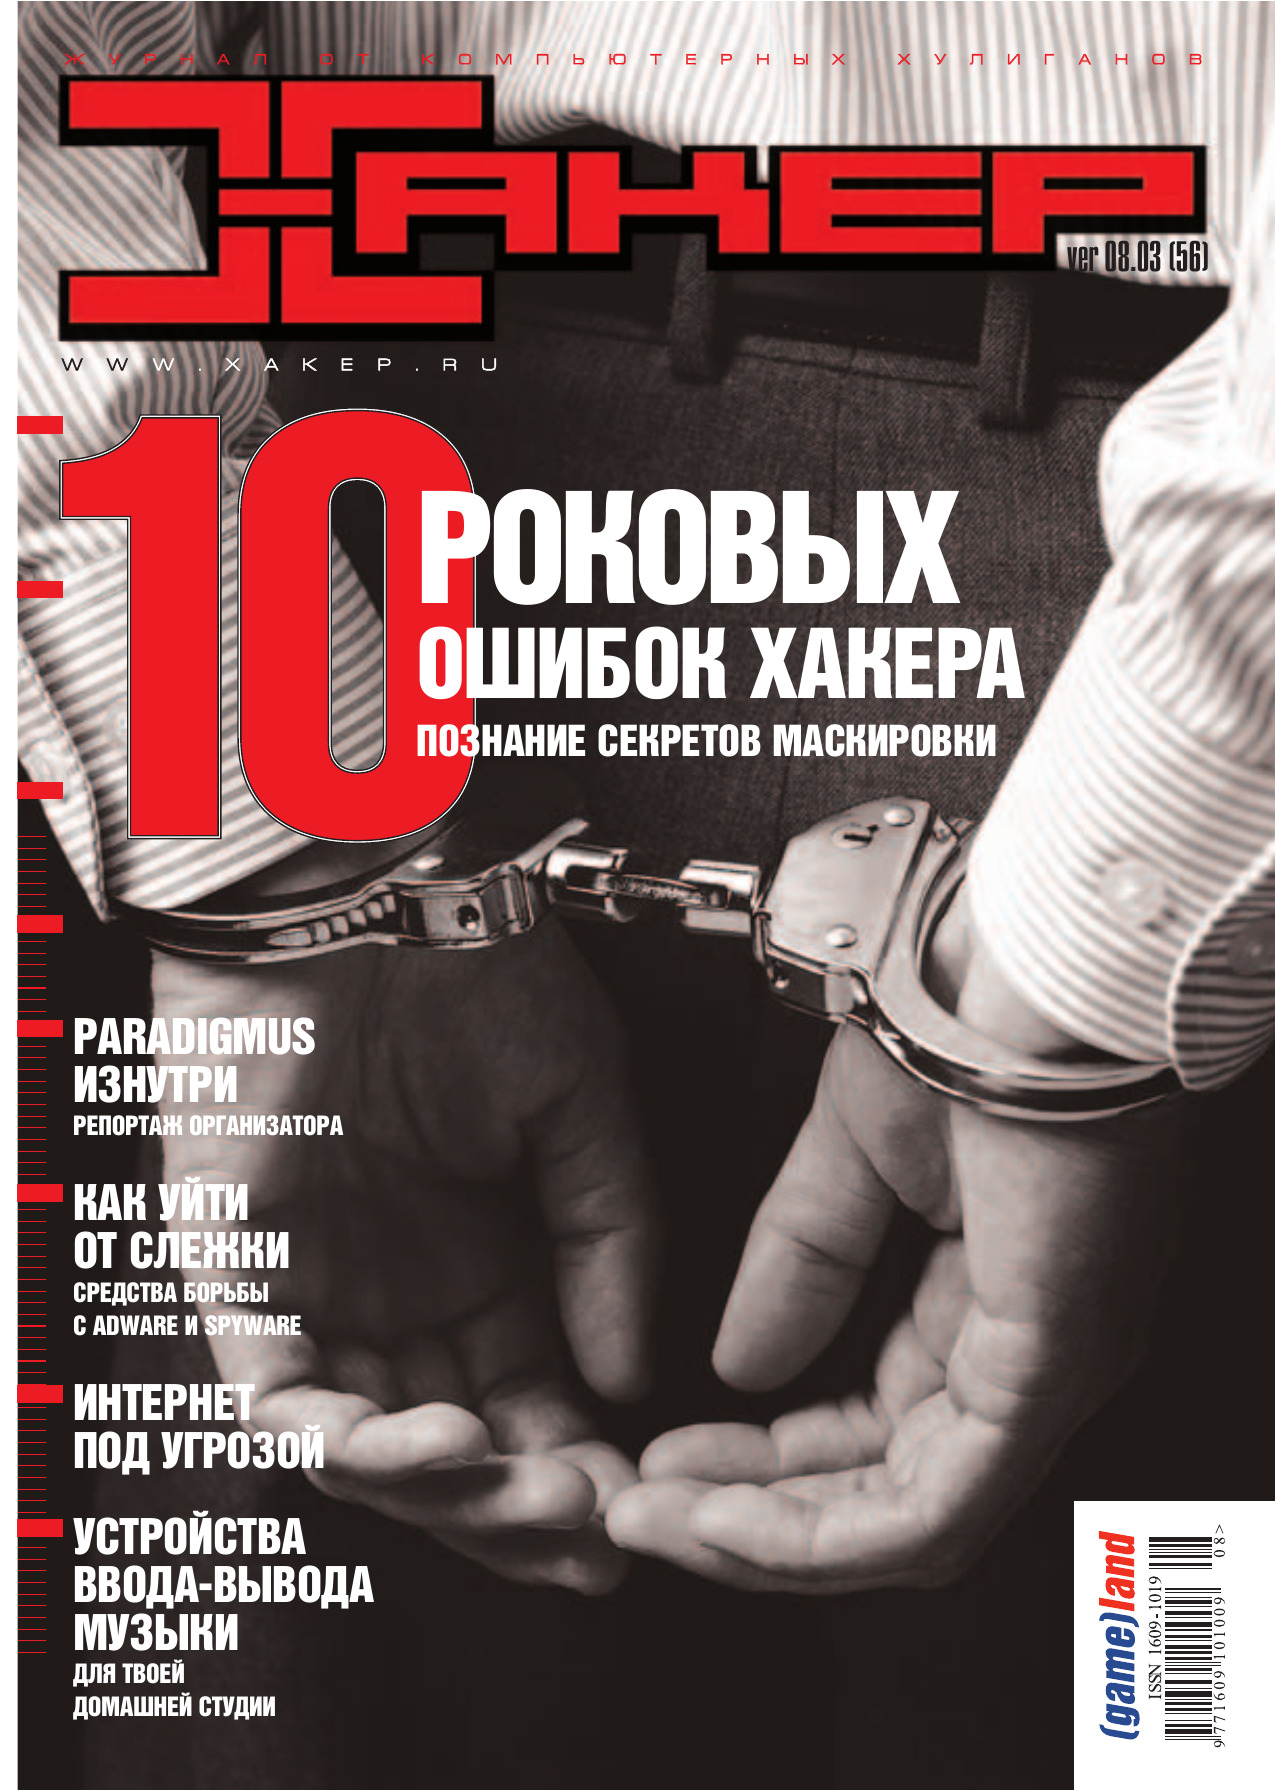 ЖУРНАЛ ОТ КОМПЬЮТЕРНЫХ ХУЛИГАНОВ
ХАКЕР
ver 08.03 (56)
WWW.XAKEP.RU
10
РОКОВЫХ
ОШИБОК ХАКЕРА
ПОЗНАНИЕ СЕКРЕТОВ МАСКИРОВКИ
PARADIGMUS
ИЗНУТРИ
РЕПОРТАЖ ОРГАНИЗАТОРА
КАК УЙТИ
ОТ СЛЕЖКИ
СРЕДСТВА БОРЬБЫ
С ADWARE И SPYWARE
ИНТЕРНЕТ
ПОД УГРОЗОЙ
УСТРОЙСТВА
ВВОДА-ВЫВОДА
МУЗЫКИ
ДЛЯ ТВОЕЙ
ДОМАШНЕЙ СТУДИИ
(game)land
ISSN 1609-1019
9 771609 101009
08>